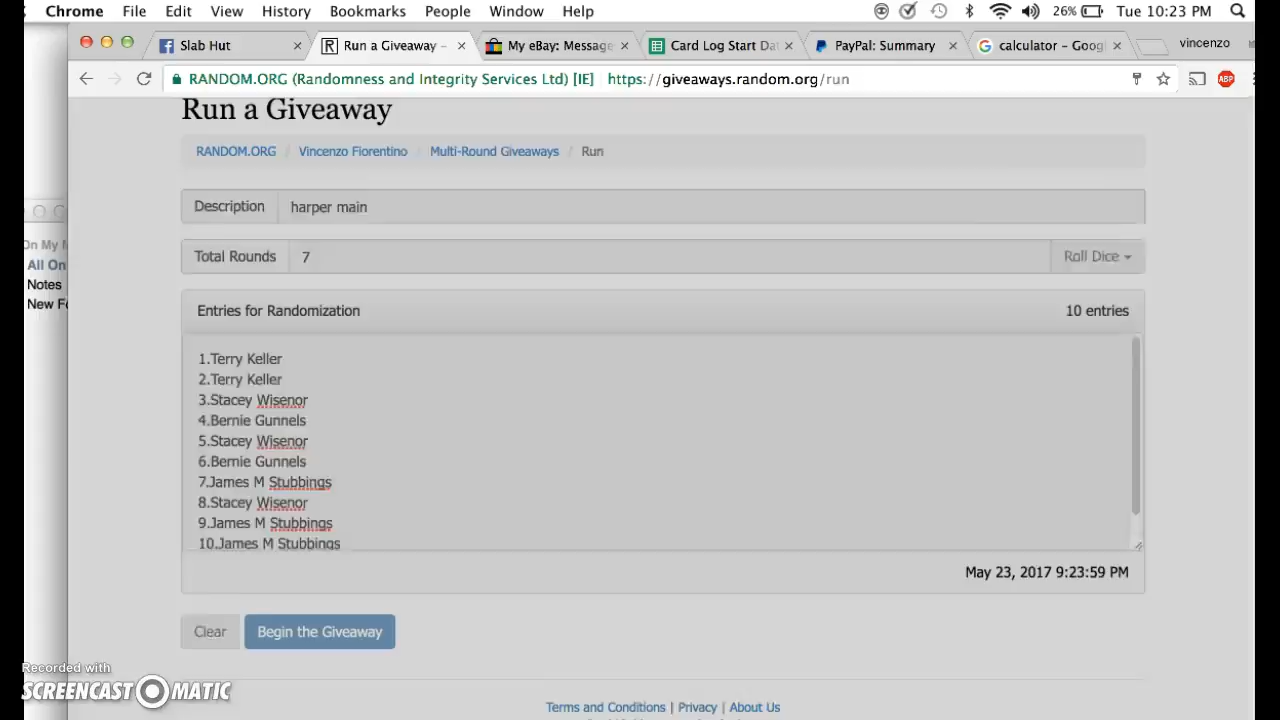 Chrome File Edit View History Bookmarks People Window Help 26% Tue 10:23 PM
Slab Hut Run a Giveaway – My eBay: Message Card Log Start Da PayPal: Summary calculator - Goog vincenzo
RANDOM.ORG (Randomness and Integrity Services Ltd) [IE] https://giveaways.random.org/run ABP
Run a Giveaway
RANDOM.ORG / Vincenzo Fiorentino / Multi-Round Giveaways / Run
Description harper main
Total Rounds 7 Roll Dice
On My M
All On
Notes
New Fo
Entries for Randomization 10 entries
1.Terry Keller
2.Terry Keller
3.Stacey Wisenor
4.Bernie Gunnels
5.Stacey Wisenor
6.Bernie Gunnels
7.James M Stubbings
8.Stacey Wisenor
9.James M Stubbings
10.James M Stubbings
May 23, 2017 9:23:59 PM
Clear Begin the Giveaway
Recorded with
SCREENCAST-O-MATIC
Terms and Conditions | Privacy | About Us